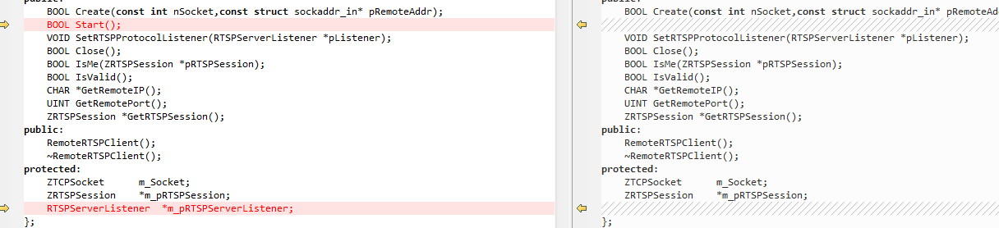 public:
BOOL Create(const int nSocket,const struct sockaddr_in* pRemoteAddr);
BOOL Start();
VOID SetRTSPProtocolListener(RTSPServerListener *pListener);
BOOL Close();
BOOL IsMe(ZRTSPSession *pRTSPSession);
BOOL IsValid();
CHAR *GetRemoteIP();
UINT GetRemotePort();
ZRTSPSession *GetRTSPSession();
public:
RemoteRTSPClient();
~RemoteRTSPClient();
protected:
ZTCPSocket m_Socket;
ZRTSPSession *m_pRTSPSession;
RTSPServerListener *m_pRTSPServerListener;
};
BOOL Create(const int nSocket,const struct sockaddr_in* pRemoteAdd
VOID SetRTSPProtocolListener(RTSPServerListener *pListener);
BOOL Close();
BOOL IsMe(ZRTSPSession *pRTSPSession);
BOOL IsValid();
CHAR *GetRemoteIP();
UINT GetRemotePort();
ZRTSPSession *GetRTSPSession();
public:
RemoteRTSPClient();
~RemoteRTSPClient();
protected:
ZTCPSocket m_Socket;
ZRTSPSession *m_pRTSPSession;
};